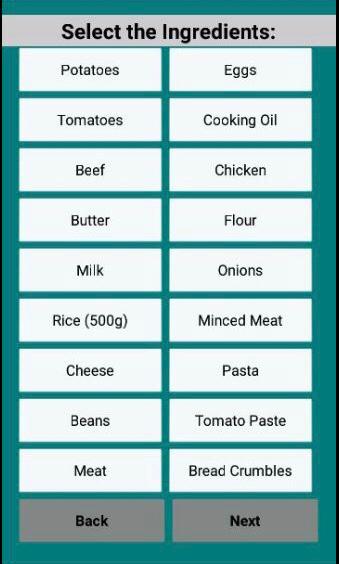 Select the Ingredients:
Potatoes Eggs
Tomatoes Cooking Oil
Beef Chicken
Butter Flour
Milk Onions
Rice (500g) Minced Meat
Cheese Pasta
Beans Tomato Paste
Meat Bread Crumbles
Back Next